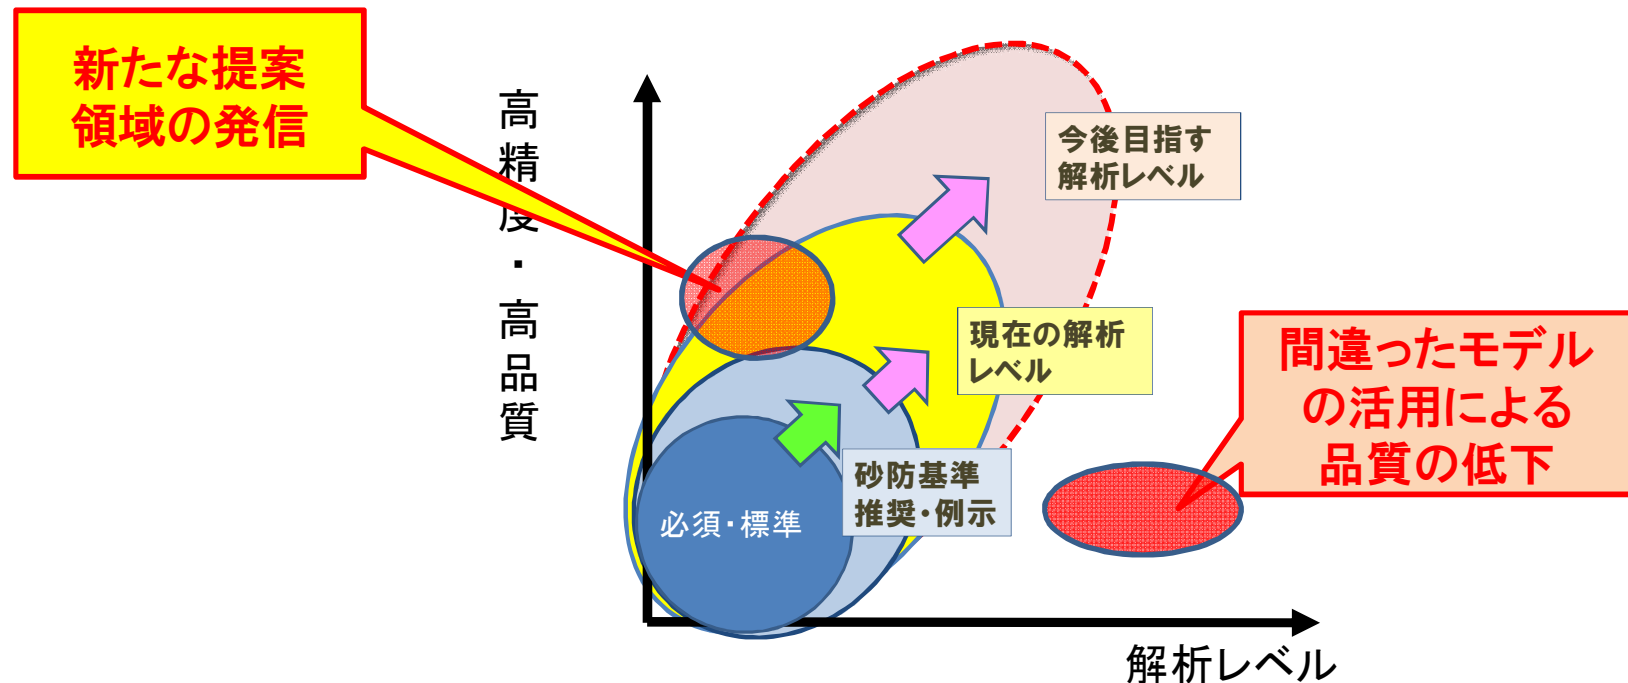 新たな提案
領域の発信
高精度・高品質
今後目指す
解析レベル
現在の解析
レベル
間違ったモデル
の活用による
品質の低下
砂防基準
推奨・例示
必須・標準
解析レベル